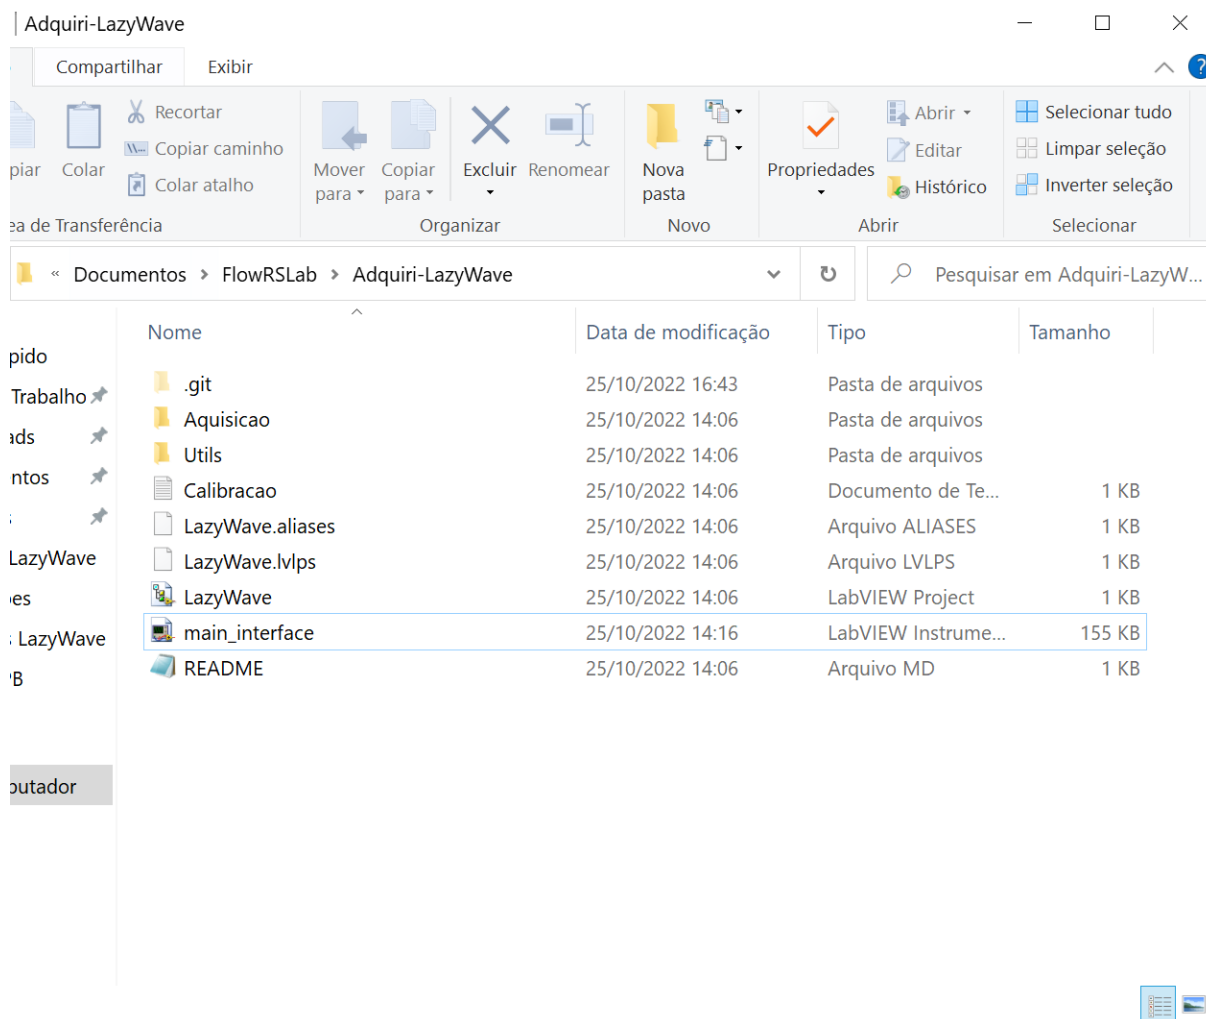 Adquiri-LazyWave
Compartilhar Exibir
?
piar Colar Recortar
Copiar caminho
Colar atalho
Mover para Copiar para Excluir Renomear
Nova pasta
Propriedades
Abrir
Editar
Histórico
Selecionar tudo
Limpar seleção
Inverter seleção
ea de Transferência Organizar Novo Abrir Selecionar
« Documentos > FlowRSLab > Adquiri-LazyWave
Pesquisar em Adquiri-LazyW...
Nome Data de modificação Tipo Tamanho
pido
Trabalho
ads
ntos
LazyWave
es
LazyWave
B
putador
.git 25/10/2022 16:43 Pasta de arquivos
Aquisicao 25/10/2022 14:06 Pasta de arquivos
Utils 25/10/2022 14:06 Pasta de arquivos
Calibracao 25/10/2022 14:06 Documento de Te... 1 KB
LazyWave.aliases 25/10/2022 14:06 Arquivo ALIASES 1 KB
LazyWave.lvlps 25/10/2022 14:06 Arquivo LVLPS 1 KB
LazyWave 25/10/2022 14:06 LabVIEW Project 1 KB
main_interface 25/10/2022 14:16 LabVIEW Instrume... 155 KB
README 25/10/2022 14:06 Arquivo MD 1 KB